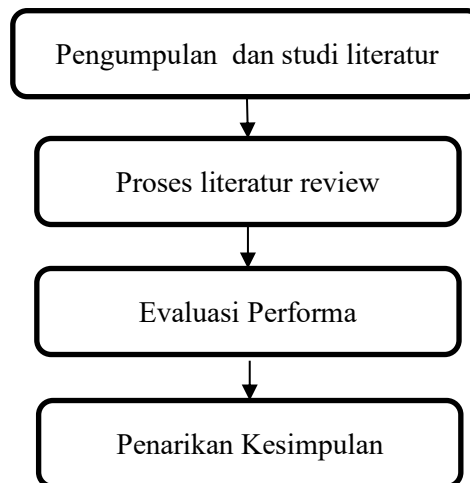 Pengumpulan dan studi literatur
Proses literatur review
Evaluasi Performa
Penarikan Kesimpulan